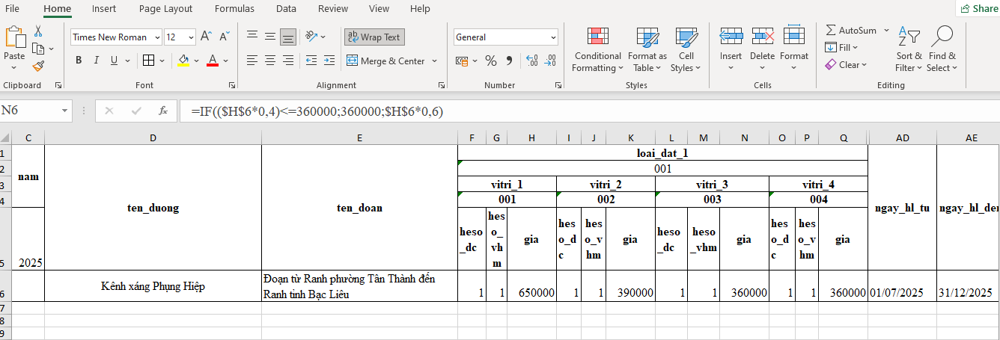 File Home Insert Page Layout Formulas Data Review View Help Share
Times New Roman 12 A A ab Wrap Text General AutoSum A Z
Paste Conditional Format as Cell Insert Delete Format Fill Sort & Find &
B I U A Merge & Center % 9 ,00 Formatting Table Styles Clear Filter Select
Clipboard Font Alignment Number Styles Cells Editing
N6 fx =IF(($H$6*0,4)<=360000;360000;$H$6*0,6)
C D E F G H I J K L M N O P Q AD AE
1 nam ten_duong ten_doan loai_dat_1 ngay_hl_tu ngay_hl_den
2 001
3 vitri_1 vitri_2 vitri_3 vitri_4
4 001 002 003 004
5 2025 heso_dc heso_vhm gia heso_dc heso_vhm gia heso_dc heso_vhm gia heso_dc heso_vhm gia
6 Kênh xáng Phụng Hiệp Đoạn từ Ranh phường Tân Thành đến
Ranh tỉnh Bạc Liêu 1 1 650000 1 1 390000 1 1 360000 1 1 360000 01/07/2025 31/12/2025
7
8
9